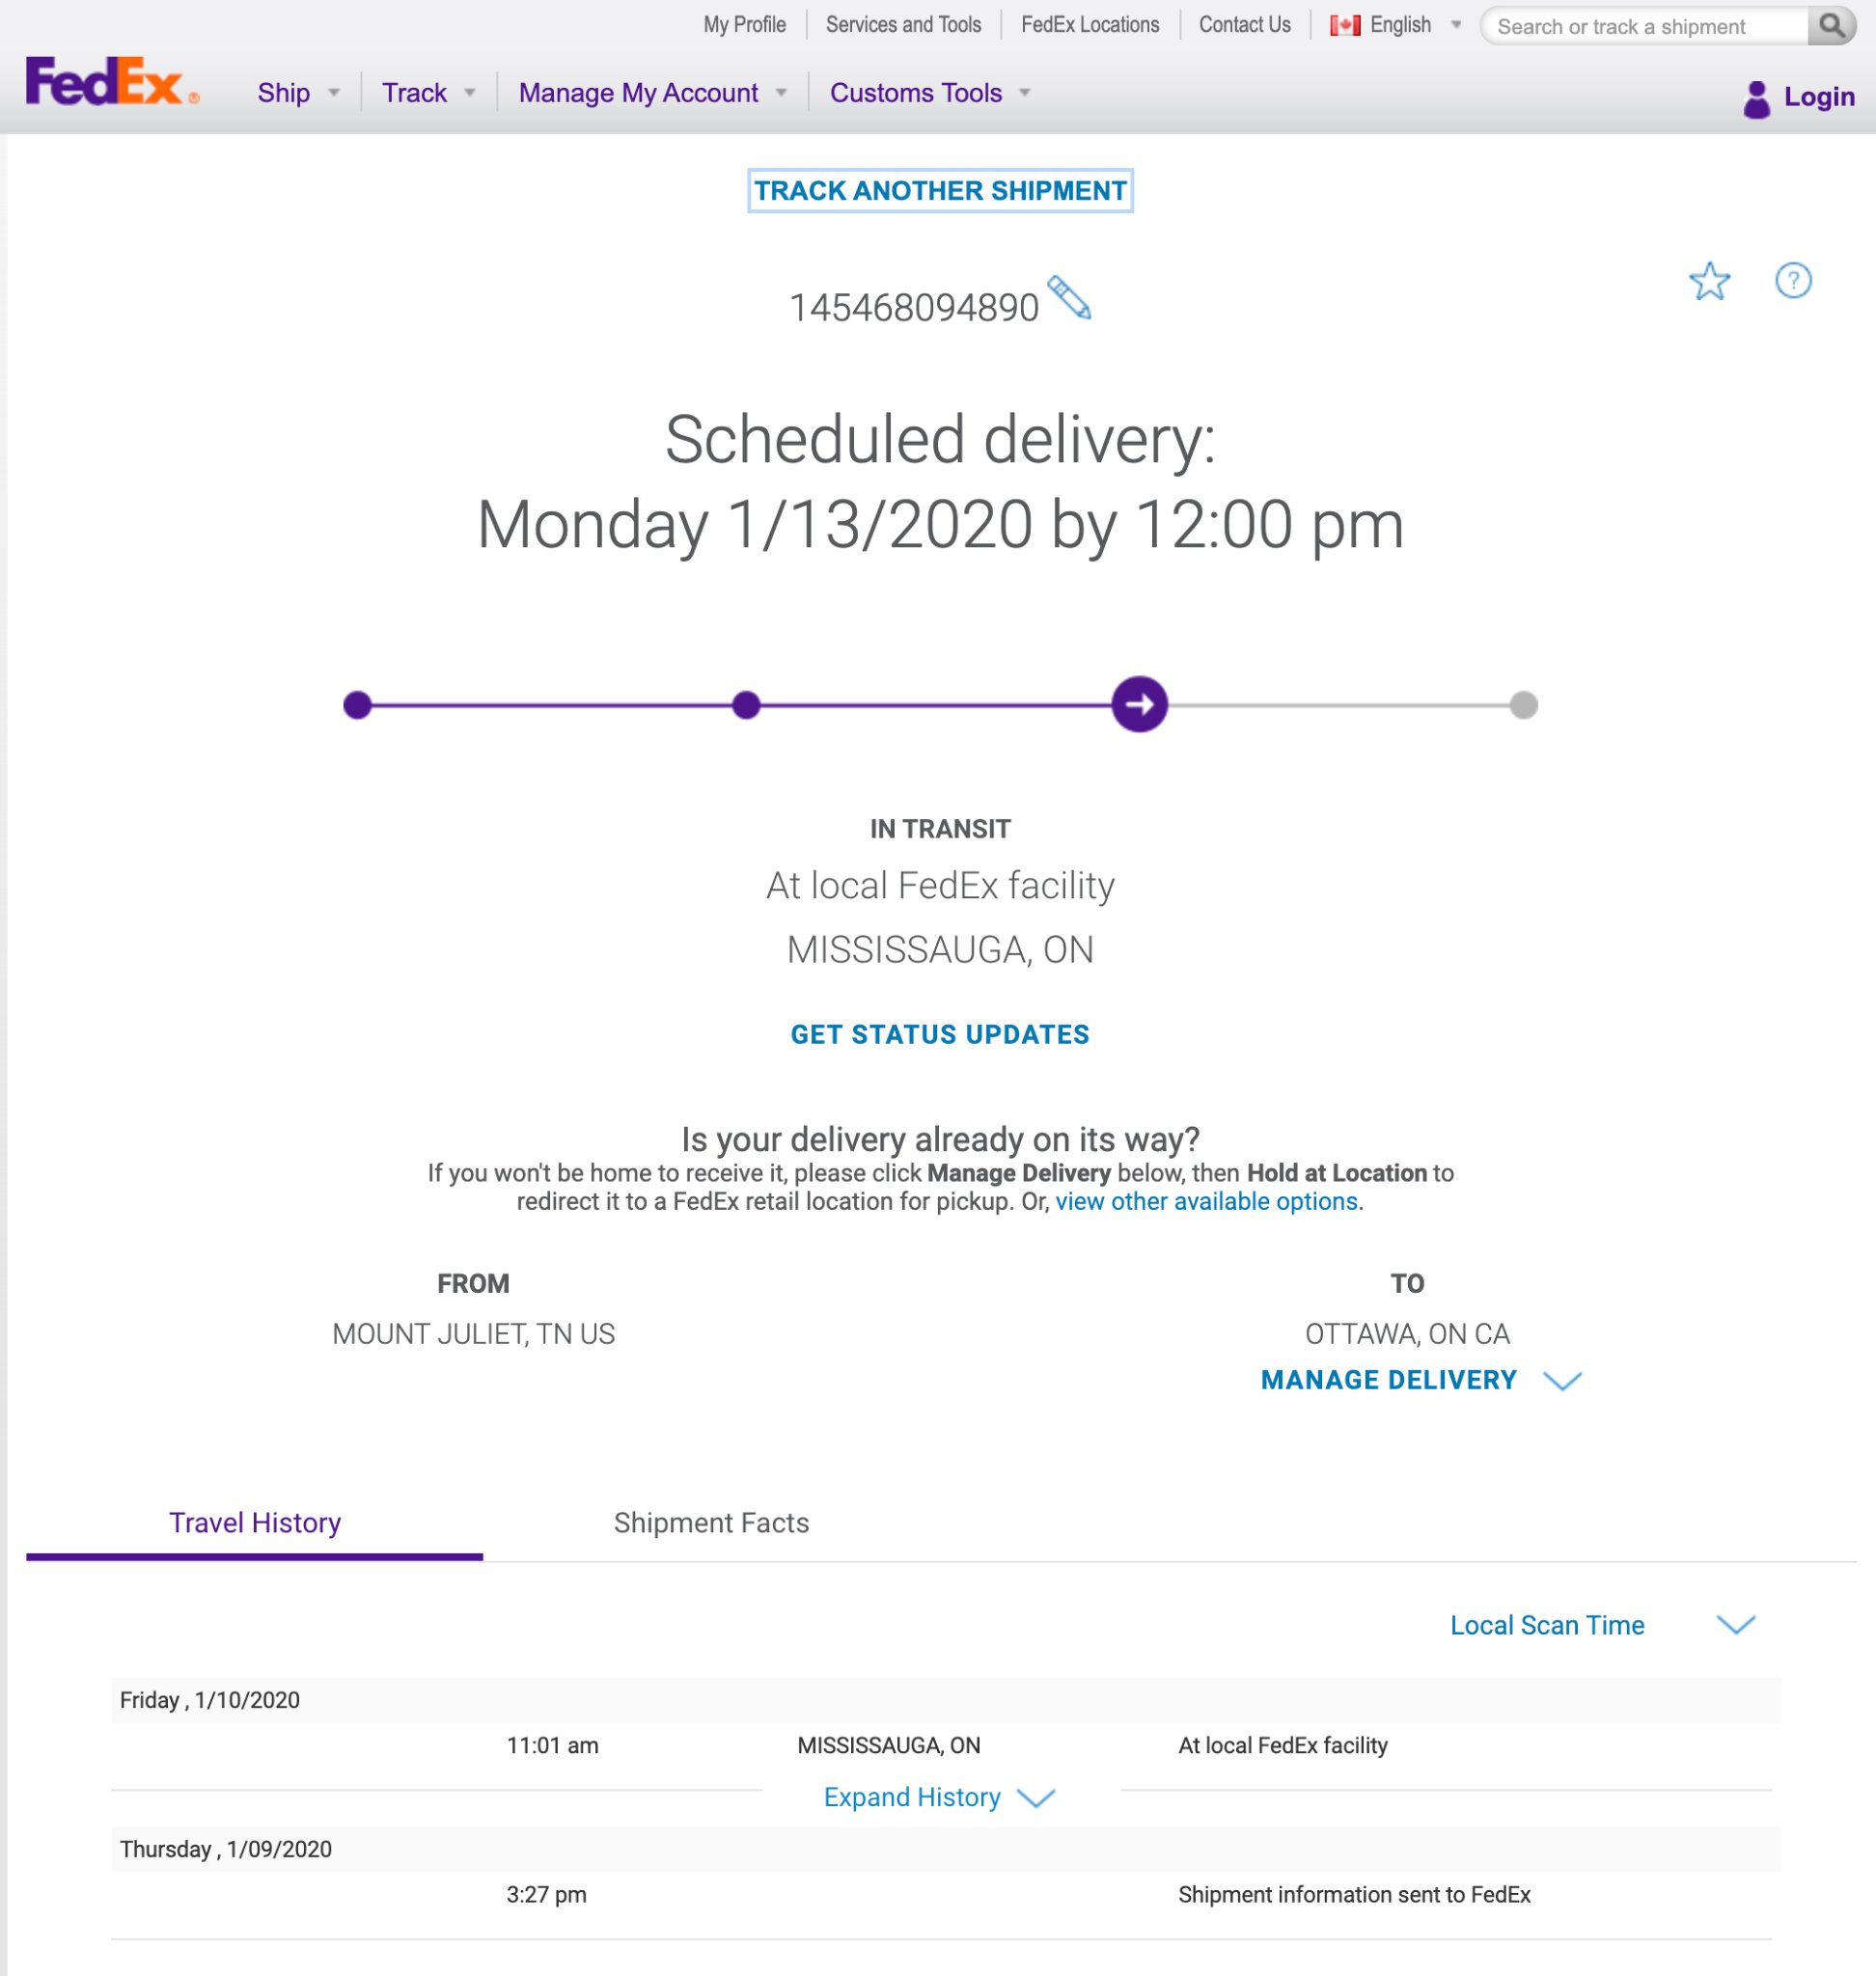 My Profile Services and Tools FedEx Locations Contact Us English Search or track a shipment
FedEx® Ship Track Manage My Account Customs Tools Login
TRACK ANOTHER SHIPMENT
145468094890
?
Scheduled delivery:
Monday 1/13/2020 by 12:00 pm
IN TRANSIT
At local FedEx facility
MISSISSAUGA, ON
GET STATUS UPDATES
Is your delivery already on its way?
If you won't be home to receive it, please click Manage Delivery below, then Hold at Location to
redirect it to a FedEx retail location for pickup. Or, view other available options.
FROM TO
MOUNT JULIET, TN US OTTAWA, ON CA
MANAGE DELIVERY
Travel History Shipment Facts
Local Scan Time
Friday , 1/10/2020
11:01 am MISSISSAUGA, ON At local FedEx facility
Expand History
Thursday , 1/09/2020
3:27 pm Shipment information sent to FedEx